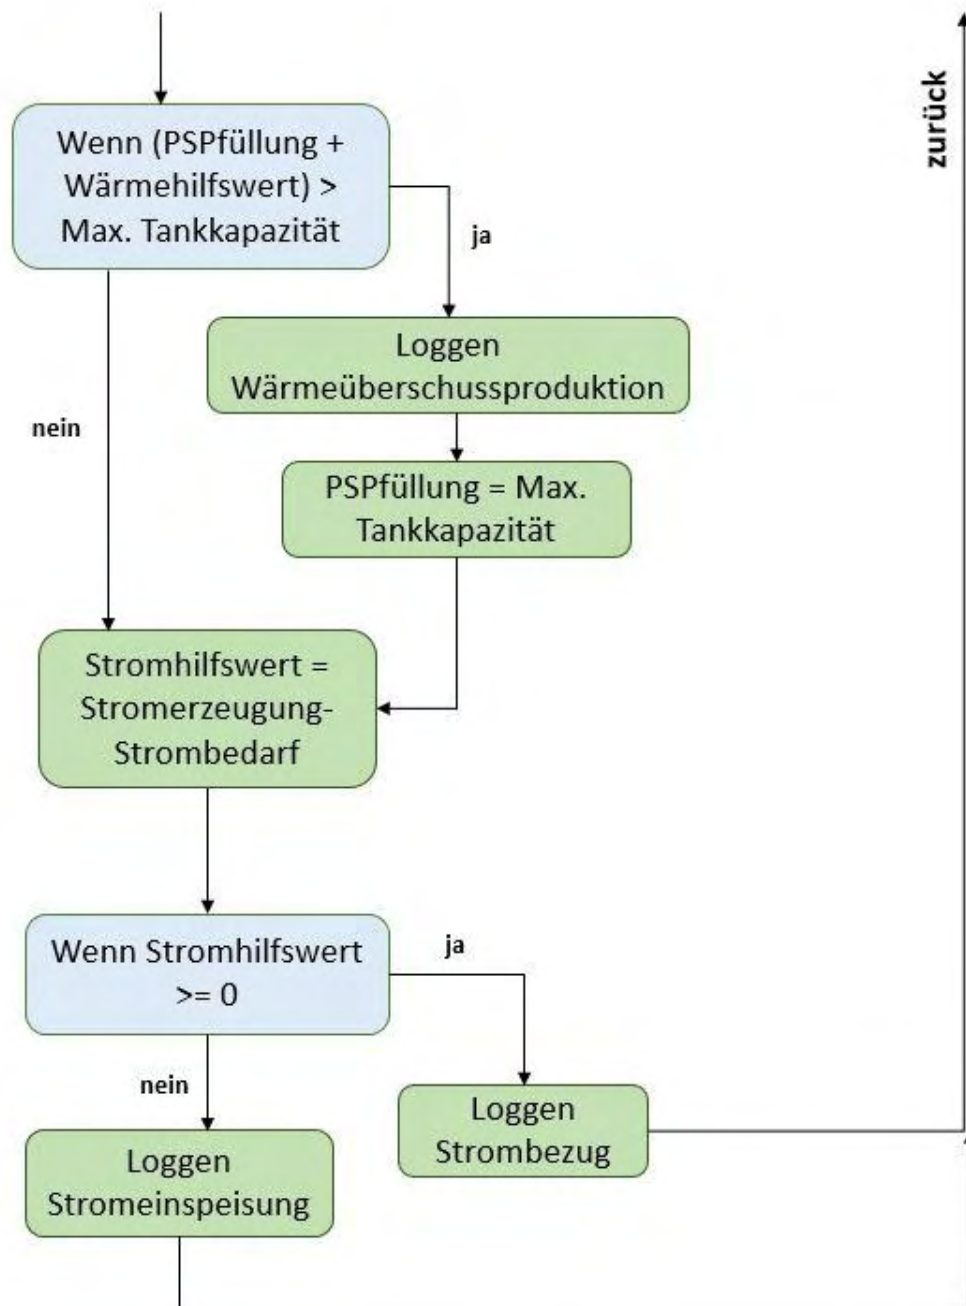 zurück
Wenn (PSPfüllung +
Wärmehilfswert) >
Max. Tankkapazität
ja
Loggen
Wärmeüberschussproduktion
nein
PSPfüllung = Max.
Tankkapazität
Stromhilfswert =
Stromerzeugung-
Strombedarf
Wenn Stromhilfswert
>= 0
ja
nein
Loggen
Strombezug
Loggen
Stromeinspeisung